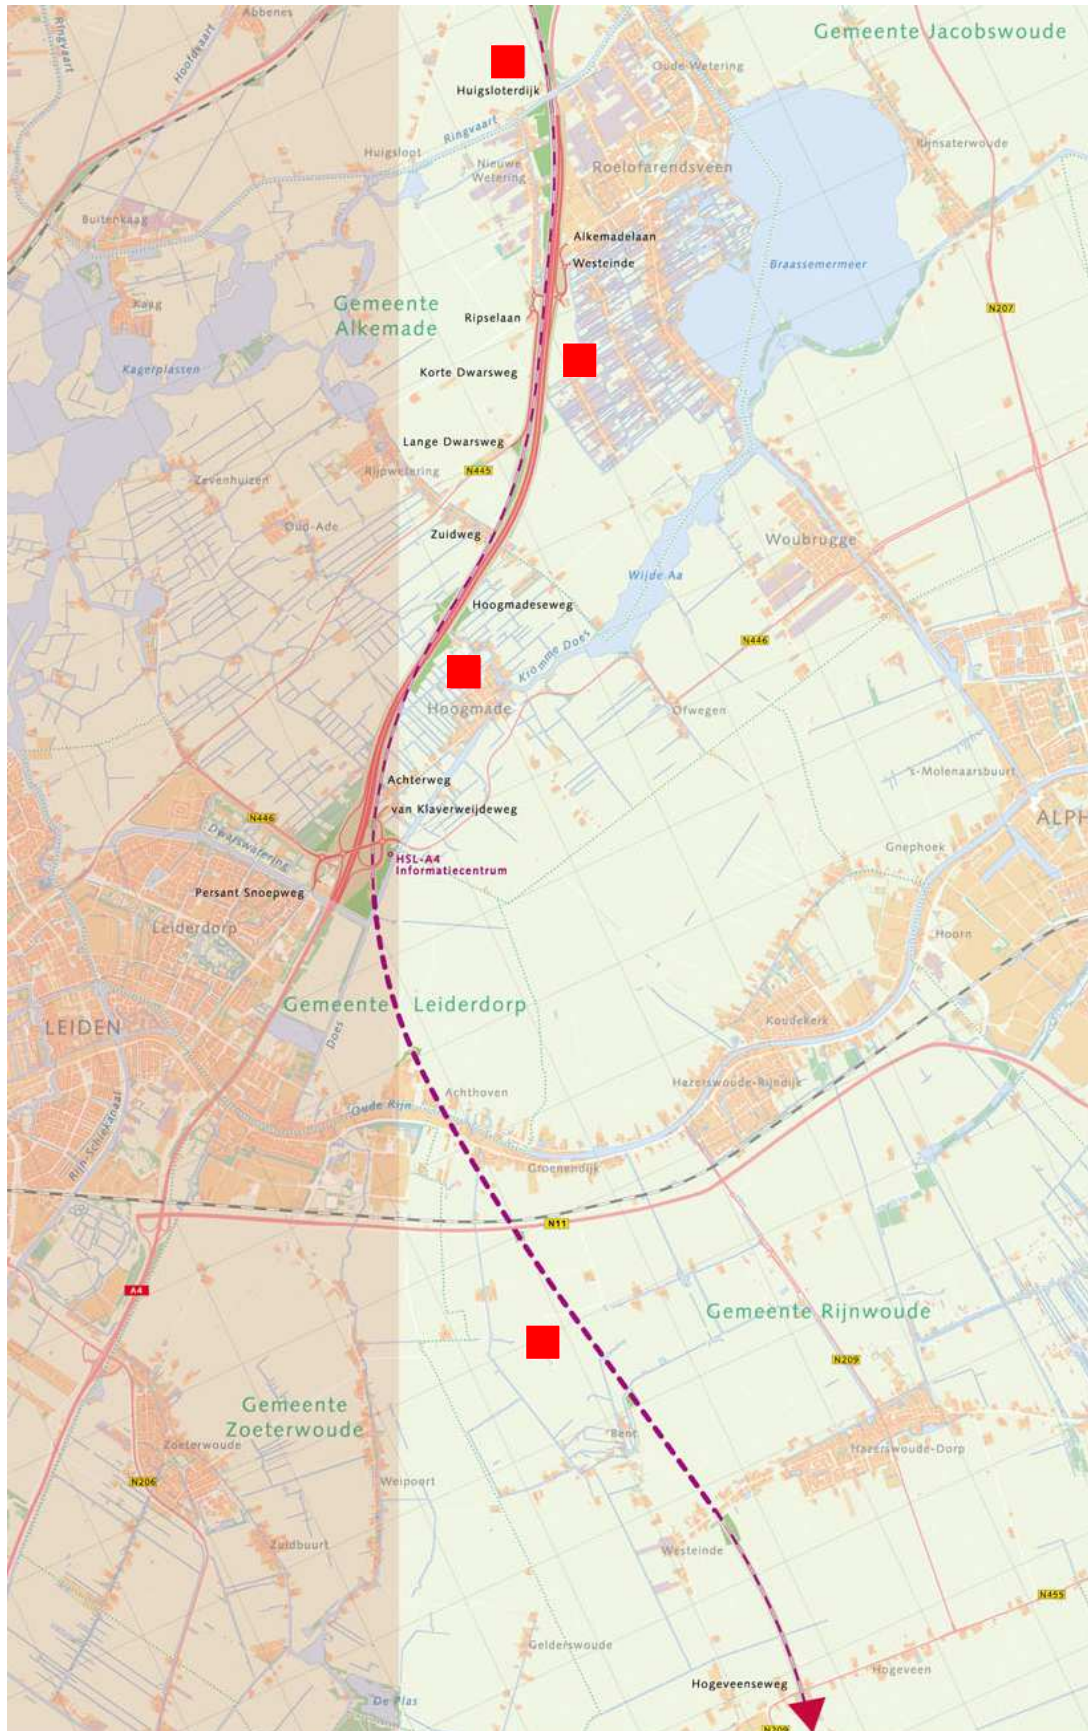 Abbenes
Gemeente Jacobswoude
Ringvaart
Hoofdvaart
Oude-Wetering
Huigsloterdijk
Ringvaart
Rijnsaterwoude
Huigsloot
Nieuwe
Wetering
Roelofarendsveen
Buitenkaag
Alkemadelaan
Westeinde
Braassemermeer
Kaag
Gemeente
Alkemade
N207
Ripselaan
Kagerplassen
Korte Dwarsweg
Lange Dwarsweg
Rijpwetering
N445
Zevenhuizen
Oud-Ade
Zuidweg
Woubrugge
Wijde Aa
Hoogmadeseweg
N446
Kromme Does
Hoogmade
Ofwegen
's-Molenaarsbuurt
Achterweg
van Klaverweijdeweg
N446
ALPH
Dwarswatering
Gnephoek
HSL-A4
Informatiecentrum
Persant Snoepweg
Leiderdorp
Hoorn
Gemeente Leiderdorp
LEIDEN
Does
Koudekerk
Hazerswoude-Rijndijk
Achthoven
Oude Rijn
Rijn-Schiekanaal
Groenendijk
N11
A4
Gemeente Rijnwoude
N209
Gemeente
Zoeterwoude
Bent
Zoeterwoude
Hazerswoude-Dorp
N206
Weipoort
Zuidbuurt
Westeinde
N455
Gelderswoude
Hogeveen
Hogeveenseweg
De Plas
N209